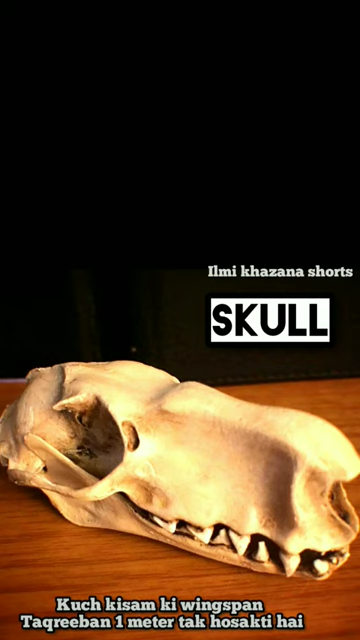 Ilmi khazana shorts
SKULL
Kuch kisam ki wingspan
Taqreeban 1 meter tak hosakti hai